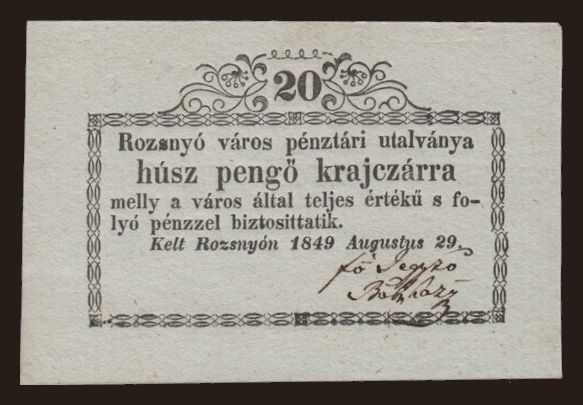 20
Rozsnyó város pénztári utalványa
húsz pengő krajczárra
melly a város által teljes értékű s fo-
lyó pénzzel biztosittatik.
Kelt Rozsnyón 1849 Augustus 29.
fő Jegyző